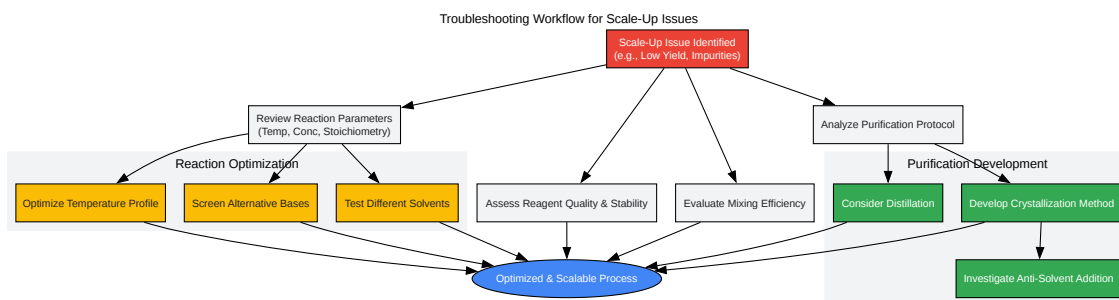 Troubleshooting Workflow for Scale-Up Issues
Scale-Up Issue Identified
(e.g., Low Yield, Impurities)
Review Reaction Parameters
(Temp, Conc, Stoichiometry)
Analyze Purification Protocol
Reaction Optimization
Purification Development
Optimize Temperature Profile
Screen Alternative Bases
Test Different Solvents
Assess Reagent Quality & Stability
Evaluate Mixing Efficiency
Consider Distillation
Develop Crystallization Method
Optimized & Scalable Process
Investigate Anti-Solvent Addition